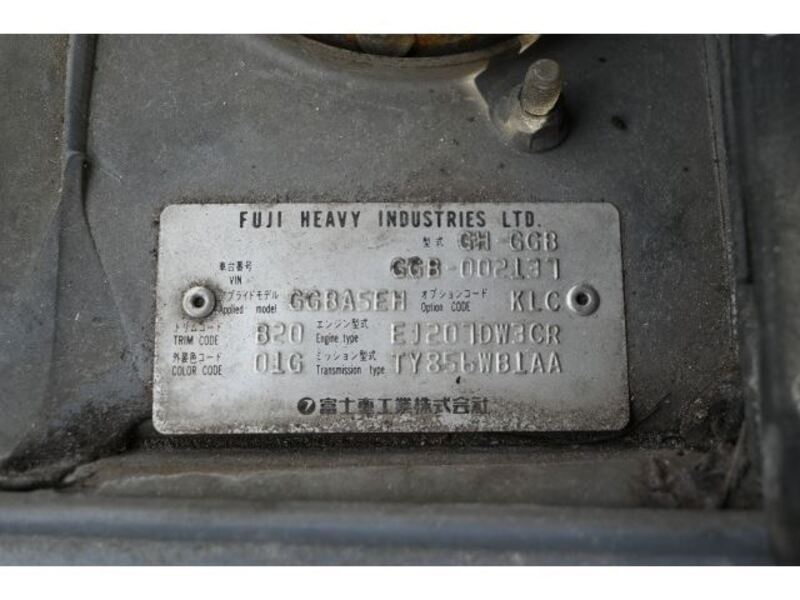 FUJI HEAVY INDUSTRIES LTD.
型式 GH-GGB
車台番号 VIN GGB-002137
アプライドモデル Applied model GGBA5EH オプションコード Option CODE KLC
トリムコード TRIM CODE B20 エンジン型式 Engine type EJ207DW3CR
外装色コード COLOR CODE 01G ミッション型式 Transmission type TY856WB1AA
富士重工業株式会社